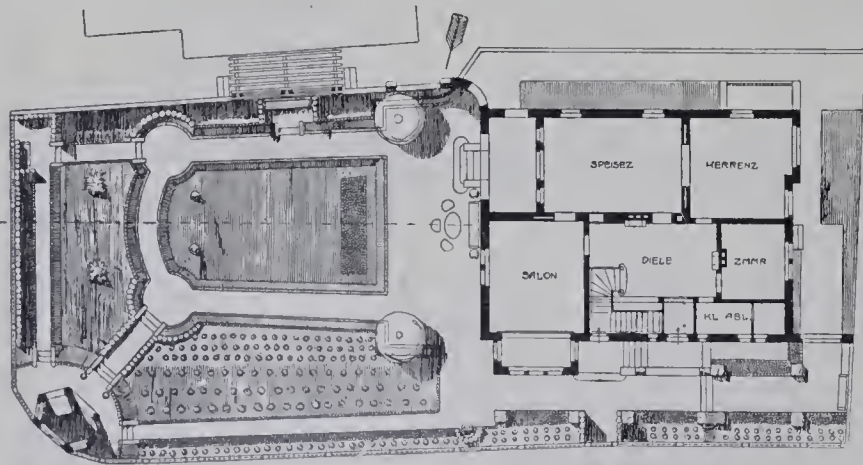 SPEISEZ
HERRENZ
SALON
DIELE
ZMMR
KL. ABL.